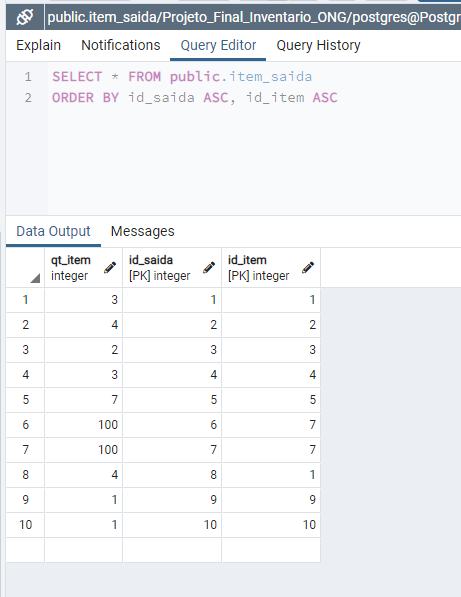 public.item_saida/Projeto_Final_Inventario_ONG/postgres@Postgr
Explain Notifications Query Editor Query History
1 SELECT * FROM public.item_saida
2 ORDER BY id_saida ASC, id_item ASC
Data Output Messages
qt_item id_saida id_item
integer [PK] integer [PK] integer
1 3 1 1
2 4 2 2
3 2 3 3
4 3 4 4
5 7 5 5
6 100 6 7
7 100 7 7
8 4 8 1
9 1 9 9
10 1 10 10